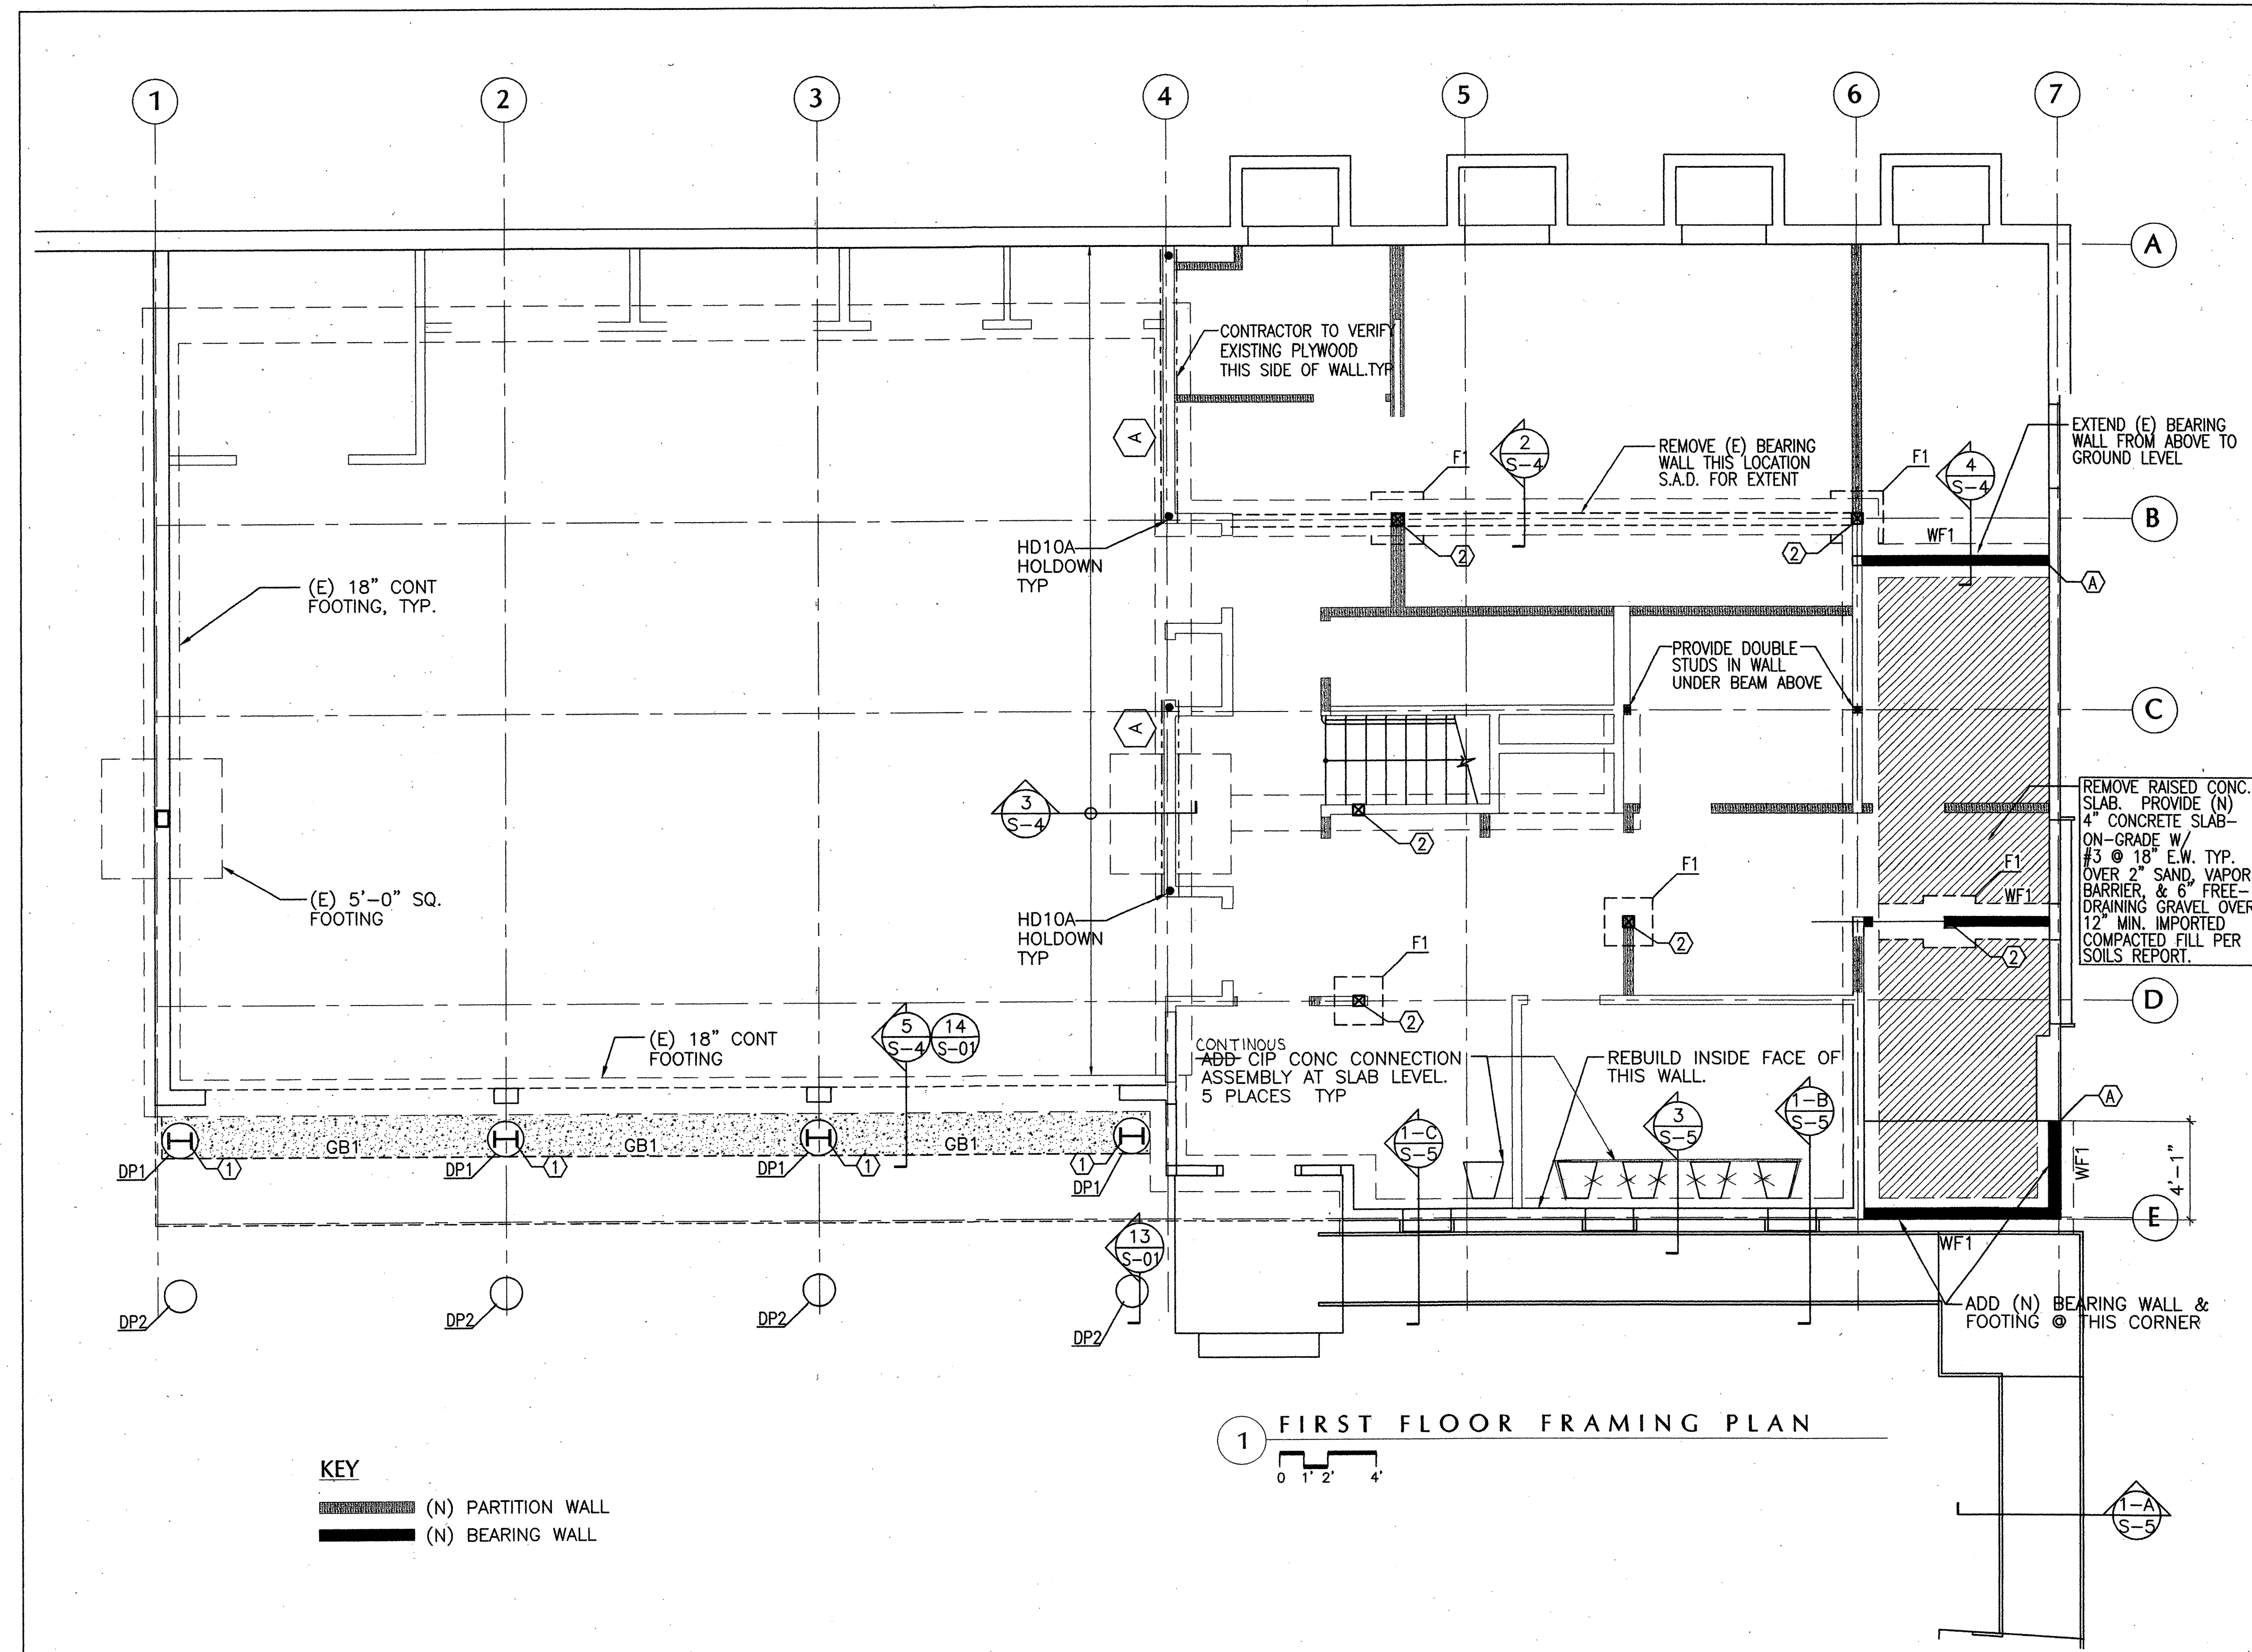 1
2
3
4
5
6
7
A
CONTRACTOR TO VERIFY
EXISTING PLYWOOD
THIS SIDE OF WALL.TYP
A
2
S-4
REMOVE (E) BEARING
WALL THIS LOCATION
S.A.D. FOR EXTENT
F1
F1
4
S-4
EXTEND (E) BEARING
WALL FROM ABOVE TO
GROUND LEVEL
B
HD10A
HOLDOWN
TYP
2
2
WF1
A
(E) 18" CONT
FOOTING, TYP.
PROVIDE DOUBLE
STUDS IN WALL
UNDER BEAM ABOVE
C
A
3
S-4
2
REMOVE RAISED CONC.
SLAB. PROVIDE (N)
4" CONCRETE SLAB-
ON-GRADE W/
#3 @ 18" E.W. TYP.
OVER 2" SAND, VAPOR
BARRIER, & 6" FREE-
DRAINING GRAVEL OVER
12" MIN. IMPORTED
COMPACTED FILL PER
SOILS REPORT.
F1
WF1
2
(E) 5'-0" SQ.
FOOTING
HD10A
HOLDOWN
TYP
F1
2
F1
2
D
(E) 18" CONT
FOOTING
5
S-4
14
S-01
CONTINOUS
ADD CIP CONC CONNECTION
ASSEMBLY AT SLAB LEVEL.
5 PLACES TYP
REBUILD INSIDE FACE OF
THIS WALL.
1-C
S-5
3
S-5
1-B
S-5
A
WF1
4'-1"
E
DP1
1
GB1
DP1
1
GB1
DP1
1
GB1
1
DP1
13
S-01
WF1
DP2
DP2
DP2
DP2
ADD (N) BEARING WALL &
FOOTING @ THIS CORNER
1
FIRST FLOOR FRAMING PLAN
0 1' 2' 4'
KEY
(N) PARTITION WALL
(N) BEARING WALL
1-A
S-5